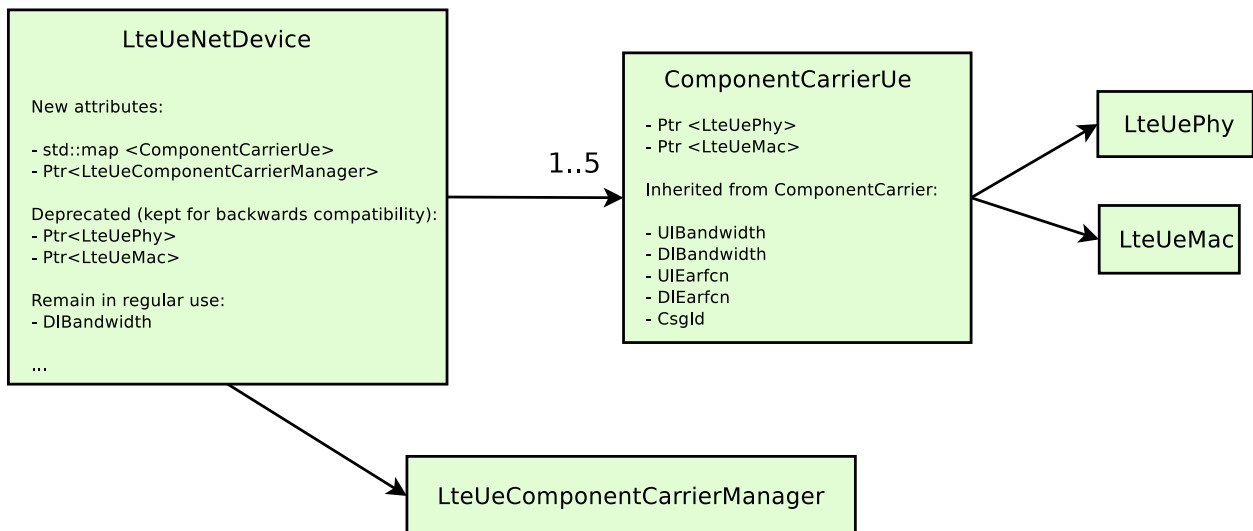 LteUeNetDevice
New attributes:
- std::map <ComponentCarrierUe>
- Ptr<LteUeComponentCarrierManager>
Deprecated (kept for backwards compatibility):
- Ptr<LteUePhy>
- Ptr<LteUeMac>
Remain in regular use:
- DlBandwidth
...
1..5
ComponentCarrierUe
- Ptr <LteUePhy>
- Ptr <LteUeMac>
Inherited from ComponentCarrier:
- UlBandwidth
- DlBandwidth
- UlEarfcn
- DlEarfcn
- CsgId
LteUePhy
LteUeMac
LteUeComponentCarrierManager